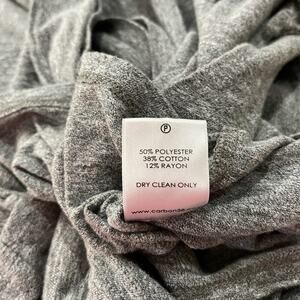 P
50% POLYESTER
38% COTTON
12% RAYON
DRY CLEAN ONLY